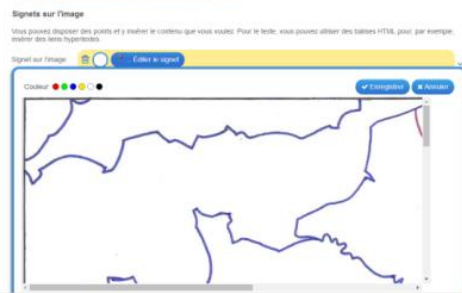 Signets sur l'image
Vous pouvez disposer des points et y insérer le contenu que vous voulez. Pour le texte, vous pouvez utiliser des balises HTML pour, par exemple,
insérer des liens hypertextes.
Signet sur l'image Éditer le signet
Couleur Enregistrer Annuler